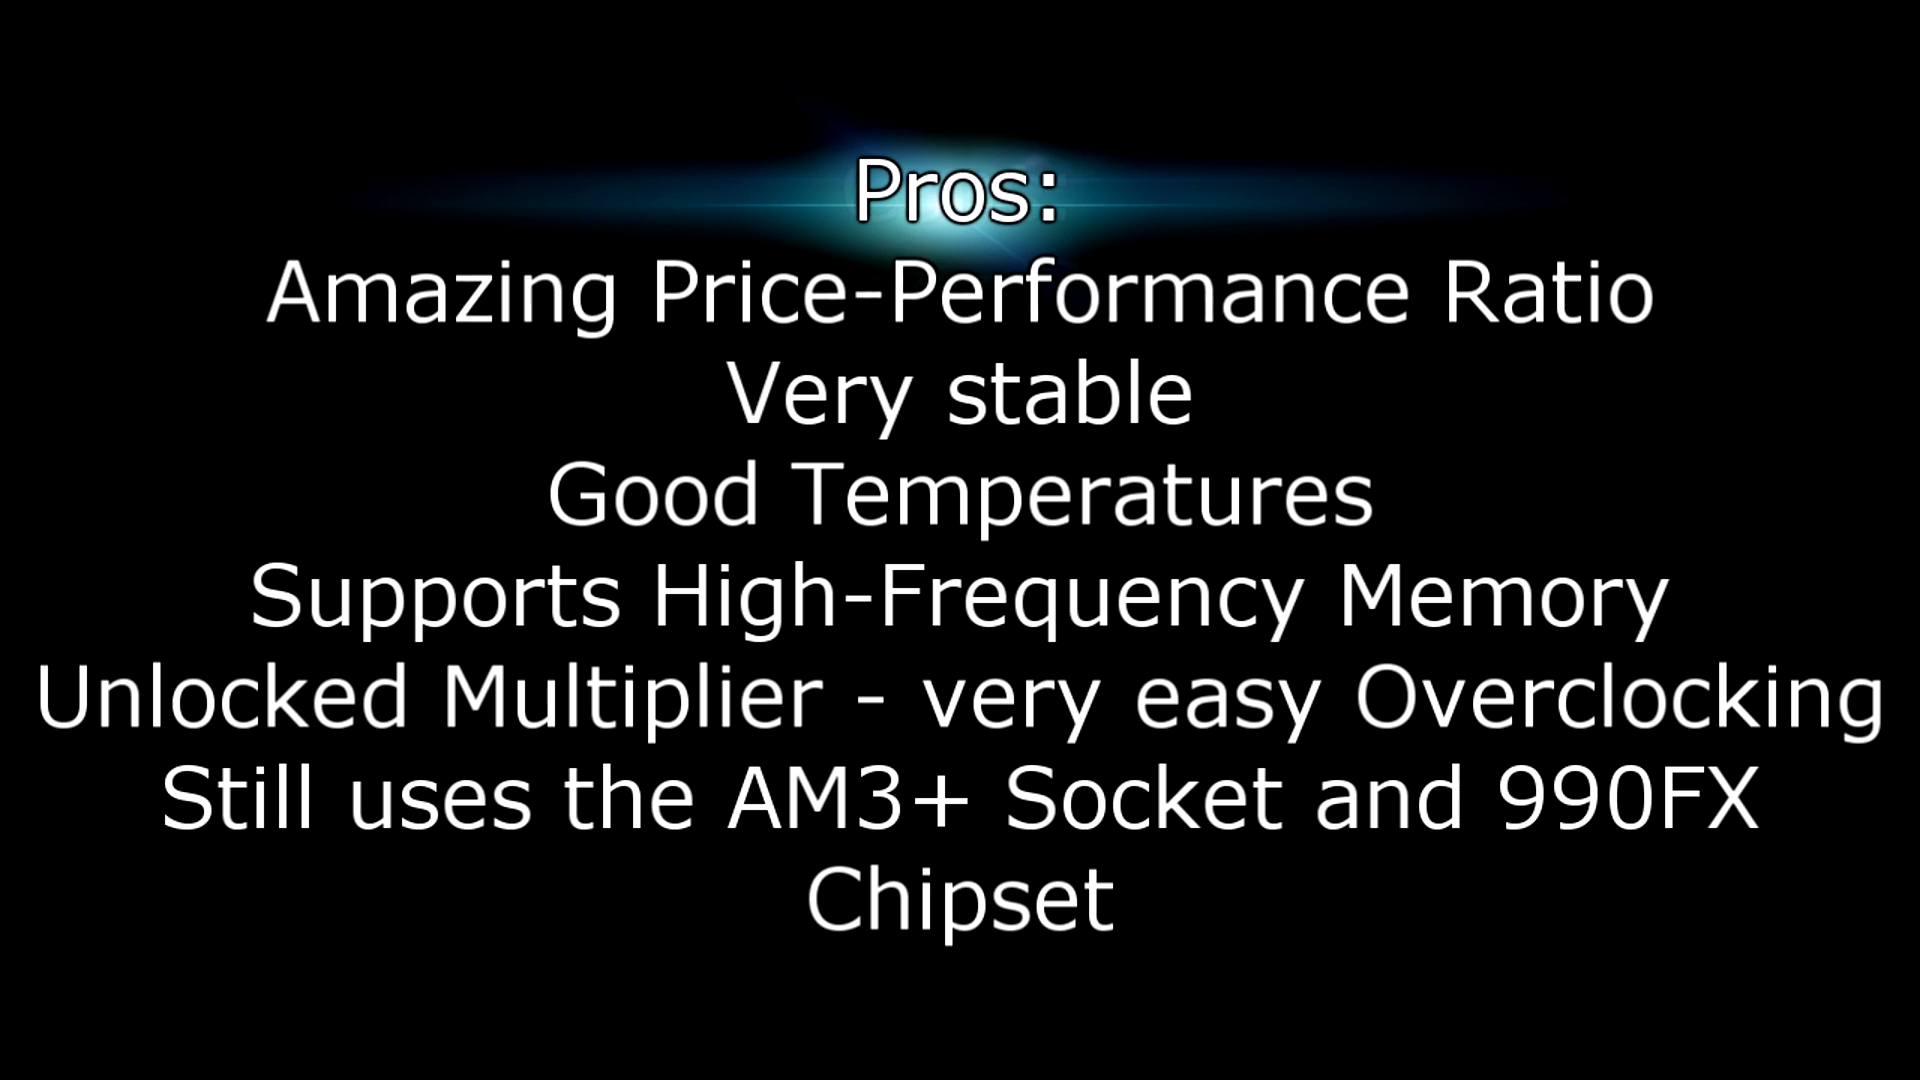 Pros:
Amazing Price-Performance Ratio
Very stable
Good Temperatures
Supports High-Frequency Memory
Unlocked Multiplier - very easy Overclocking
Still uses the AM3+ Socket and 990FX
Chipset